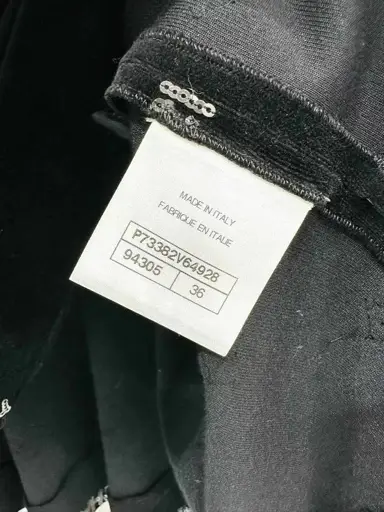 MADE IN ITALY
FABRIQUE EN ITALIE
P73382V64928
94305 36